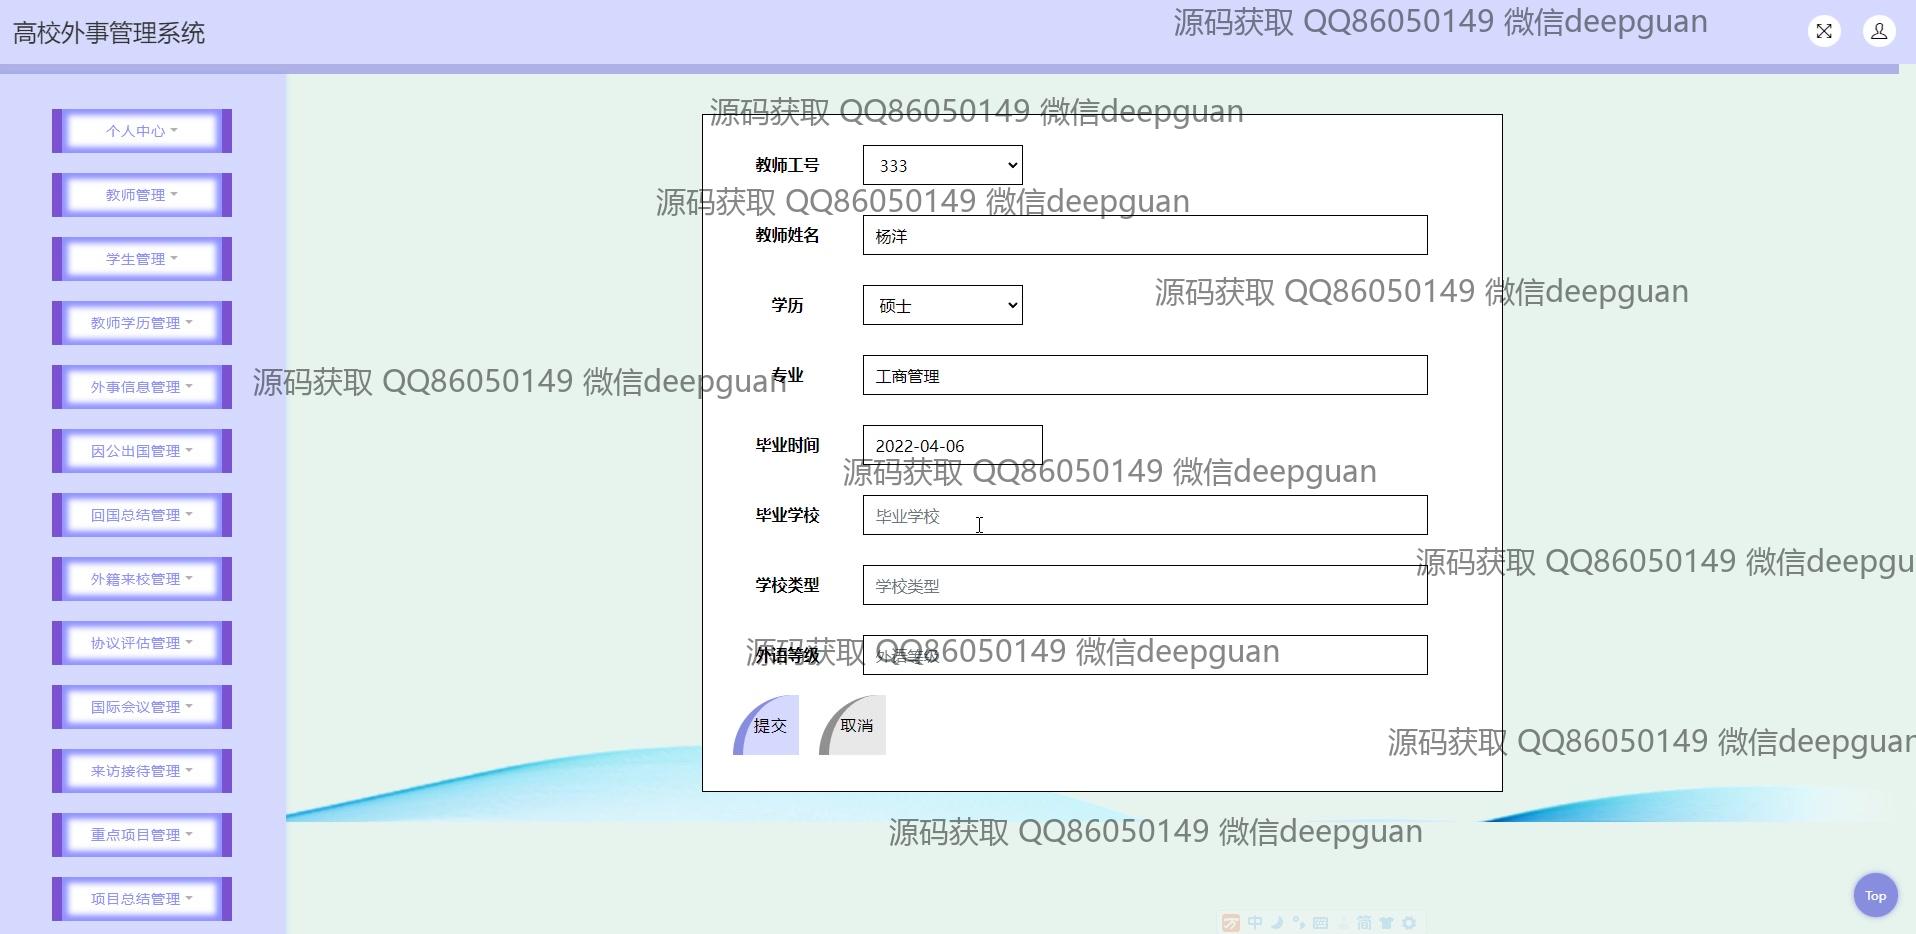 高校外事管理系统
源码获取 QQ86050149 微信deepguan
个人中心
教师管理
学生管理
教师学历管理
外事信息管理
因公出国管理
回国总结管理
外籍来校管理
协议评估管理
国际会议管理
来访接待管理
重点项目管理
项目总结管理
源码获取 QQ86050149 微信deepguan
教师工号 333
源码获取 QQ86050149 微信deepguan
教师姓名 杨洋
源码获取 QQ86050149 微信deepguan
学历 硕士
源码获取 QQ86050149 微信deepguan
专业 工商管理
毕业时间 2022-04-06
源码获取 QQ86050149 微信deepguan
毕业学校 毕业学校
源码获取 QQ86050149 微信deepgu
学校类型 学校类型
源码获取 QQ86050149 微信deepguan
外语等级 外语等级
提交 取消
源码获取 QQ86050149 微信deepguan
源码获取 QQ86050149 微信deepguan
Top
中 简